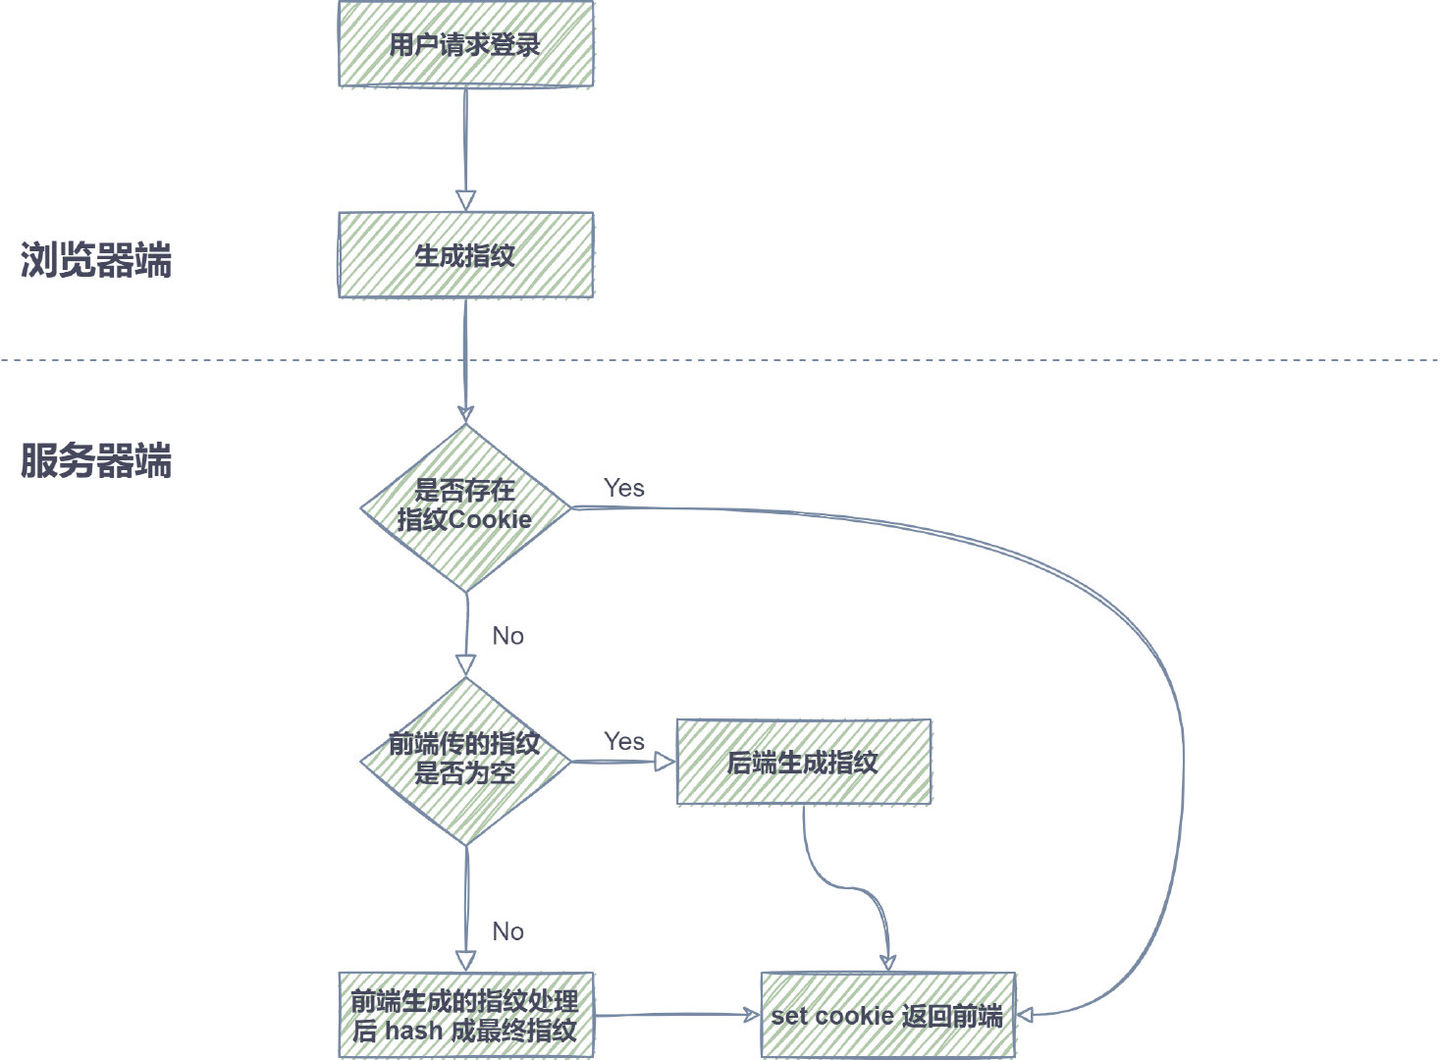 用户请求登录
浏览器端
生成指纹
服务器端
是否存在
指纹Cookie
Yes
No
前端传的指纹
是否为空
Yes
后端生成指纹
No
前端生成的指纹处理
后 hash 成最终指纹
set cookie 返回前端